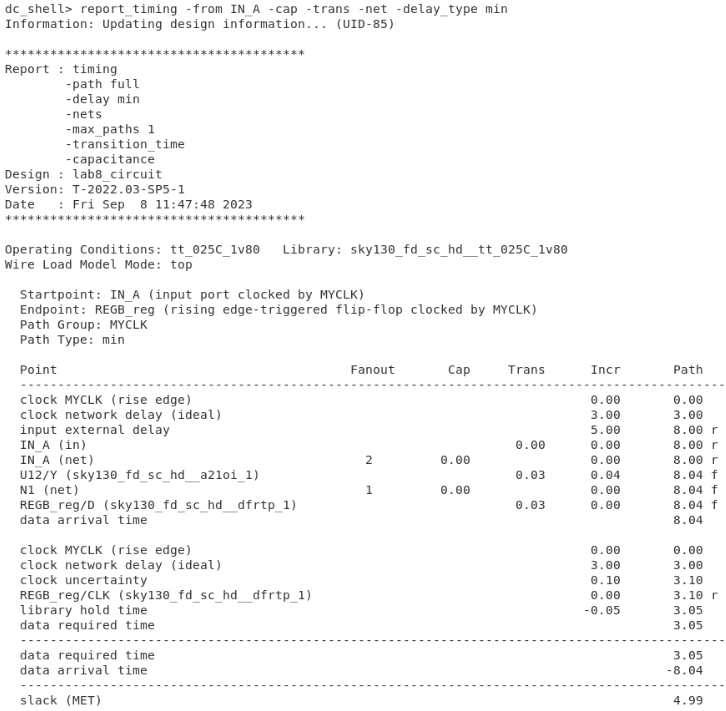 dc_shell> report_timing -from IN_A -cap -trans -net -delay_type min
Information: Updating design information... (UID-85)

****************************************
Report : timing
        -path full
        -delay min
        -nets
        -max_paths 1
        -transition_time
        -capacitance
Design : lab8_circuit
Version: T-2022.03-SP5-1
Date   : Fri Sep  8 11:47:48 2023
****************************************

Operating Conditions: tt_025C_1v80   Library: sky130_fd_sc_hd__tt_025C_1v80
Wire Load Model Mode: top

  Startpoint: IN_A (input port clocked by MYCLK)
  Endpoint: REGB_reg (rising edge-triggered flip-flop clocked by MYCLK)
  Path Group: MYCLK
  Path Type: min

  Point                                       Fanout       Cap     Trans      Incr       Path
  ----------------------------------------------------------------------------------------------
  clock MYCLK (rise edge)                                                     0.00       0.00
  clock network delay (ideal)                                                 3.00       3.00
  input external delay                                                        5.00       8.00 r
  IN_A (in)                                                         0.00      0.00       8.00 r
  IN_A (net)                                    2         0.00                0.00       8.00 r
  U12/Y (sky130_fd_sc_hd__a21oi_1)                                  0.03      0.04       8.04 f
  N1 (net)                                      1         0.00                0.00       8.04 f
  REGB_reg/D (sky130_fd_sc_hd__dfrtp_1)                             0.03      0.00       8.04 f
  data arrival time                                                                      8.04

  clock MYCLK (rise edge)                                                     0.00       0.00
  clock network delay (ideal)                                                 3.00       3.00
  clock uncertainty                                                           0.10       3.10
  REGB_reg/CLK (sky130_fd_sc_hd__dfrtp_1)                                     0.00       3.10 r
  library hold time                                                          -0.05       3.05
  data required time                                                                     3.05
  ----------------------------------------------------------------------------------------------
  data required time                                                                     3.05
  data arrival time                                                                     -8.04
  ----------------------------------------------------------------------------------------------
  slack (MET)                                                                            4.99